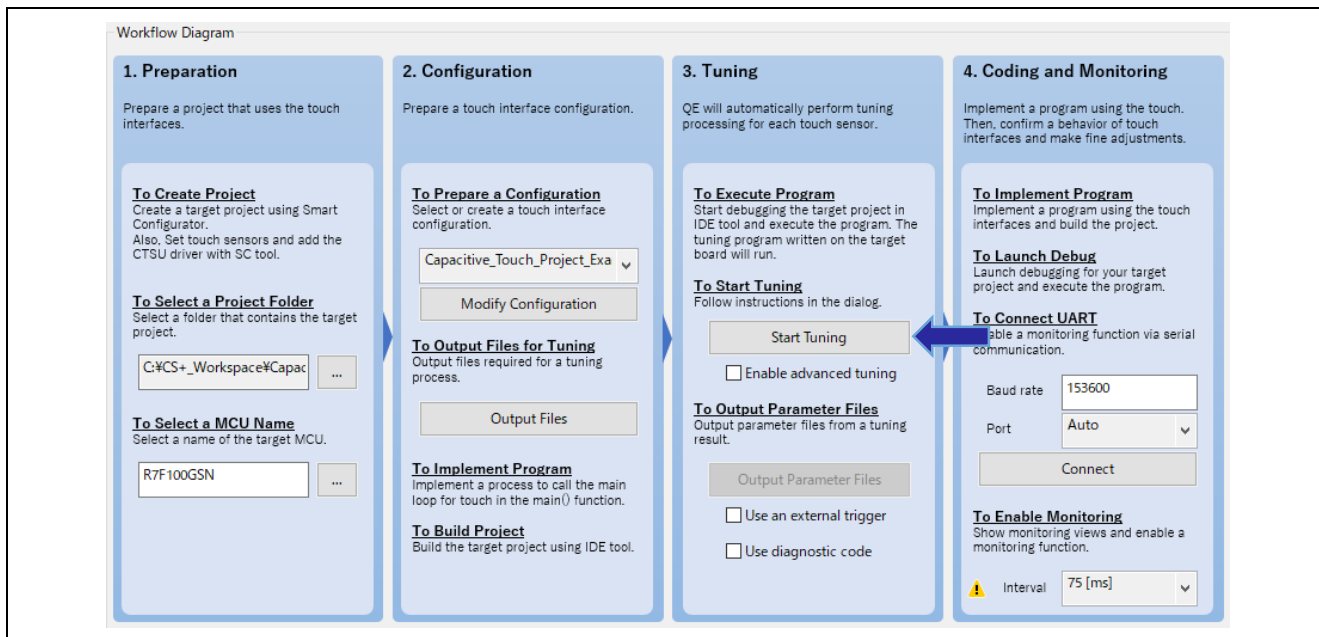 Workflow Diagram
1. Preparation
Prepare a project that uses the touch
interfaces.
To Create Project
Create a target project using Smart
Configurator.
Also, Set touch sensors and add the
CTSU driver with SC tool.
To Select a Project Folder
Select a folder that contains the target
project.
C:¥CS+_Workspace¥Capac
...
To Select a MCU Name
Select a name of the target MCU.
R7F100GSN
...
2. Configuration
Prepare a touch interface configuration.
To Prepare a Configuration
Select or create a touch interface
configuration.
Capacitive_Touch_Project_Exa
Modify Configuration
To Output Files for Tuning
Output files required for a tuning
process.
Output Files
To Implement Program
Implement a process to call the main
loop for touch in the main() function.
To Build Project
Build the target project using IDE tool.
3. Tuning
QE will automatically perform tuning
processing for each touch sensor.
To Execute Program
Start debugging the target project in
IDE tool and execute the program. The
tuning program written on the target
board will run.
To Start Tuning
Follow instructions in the dialog.
Start Tuning
Enable advanced tuning
To Output Parameter Files
Output parameter files from a tuning
result.
Output Parameter Files
Use an external trigger
Use diagnostic code
4. Coding and Monitoring
Implement a program using the touch.
Then, confirm a behavior of touch
interfaces and make fine adjustments.
To Implement Program
Implement a program using the touch
interfaces and build the project.
To Launch Debug
Launch debugging for your target
project and execute the program.
To Connect UART
a monitoring function via serial
communication.
Baud rate 153600
Port Auto
Connect
To Enable Monitoring
Show monitoring views and enable a
monitoring function.
Interval 75 [ms]